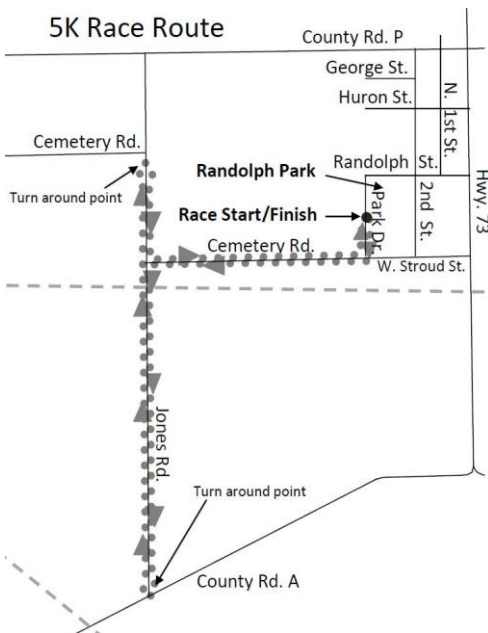 5K Race Route
County Rd. P
George St.
Huron St.
N. 1st St.
Cemetery Rd.
Randolph St.
Turn around point
Randolph Park
Hwy. 73
Race Start/Finish
Park Dr.
2nd St.
Cemetery Rd.
W. Stroud St.
Jones Rd.
Turn around point
County Rd. A